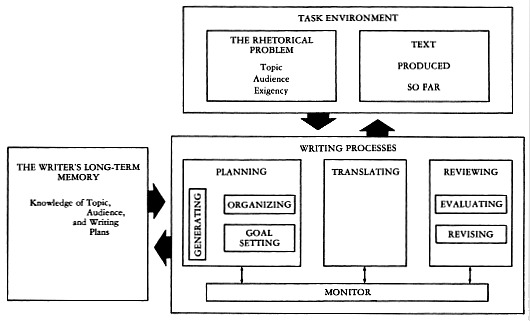 TASK ENVIRONMENT
THE RHETORICAL
PROBLEM
Topic
Audience
Exigency
TEXT
PRODUCED
SO FAR
THE WRITER'S LONG-TERM
MEMORY
Knowledge of Topic,
Audience,
and Writing
Plans
WRITING PROCESSES
PLANNING
GENERATING
ORGANIZING
GOAL
SETTING
TRANSLATING
REVIEWING
EVALUATING
REVISING
MONITOR